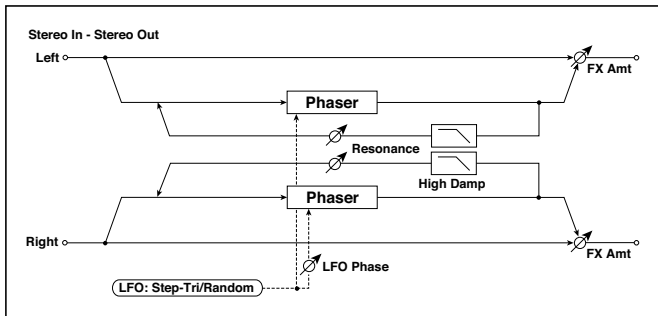 Stereo In - Stereo Out
Left
FX Amt
Phaser
Resonance
High Damp
Phaser
Right
FX Amt
LFO Phase
LFO: Step-Tri/Random